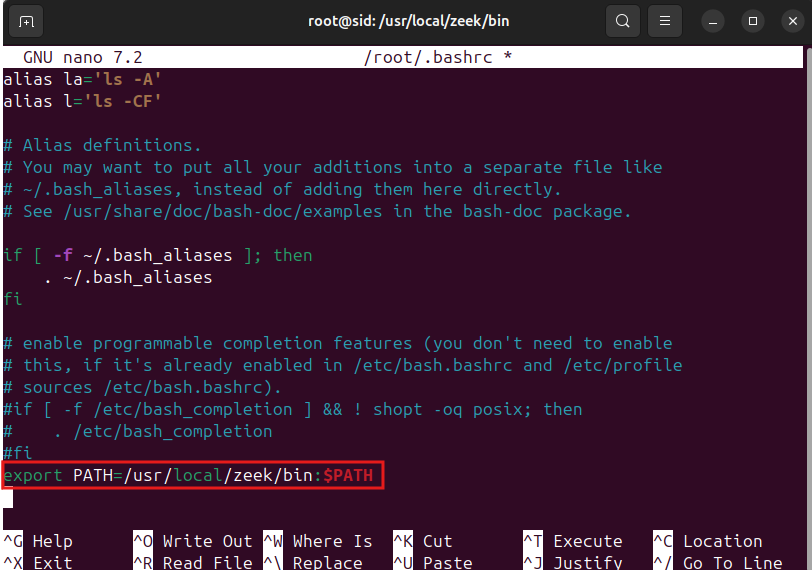 root@sid: /usr/local/zeek/bin
GNU nano 7.2 /root/.bashrc *
alias la='ls -A'
alias l='ls -CF'
# Alias definitions.
# You may want to put all your additions into a separate file like
# ~/.bash_aliases, instead of adding them here directly.
# See /usr/share/doc/bash-doc/examples in the bash-doc package.
if [ -f ~/.bash_aliases ]; then
    . ~/.bash_aliases
fi
# enable programmable completion features (you don't need to enable
# this, if it's already enabled in /etc/bash.bashrc and /etc/profile
# sources /etc/bash.bashrc).
#if [ -f /etc/bash_completion ] && ! shopt -oq posix; then
#    . /etc/bash_completion
#fi
export PATH=/usr/local/zeek/bin:$PATH
^G Help ^O Write Out ^W Where Is ^K Cut ^T Execute ^C Location
^X Exit ^R Read File ^\ Replace ^U Paste ^J Justify ^/ Go To Line